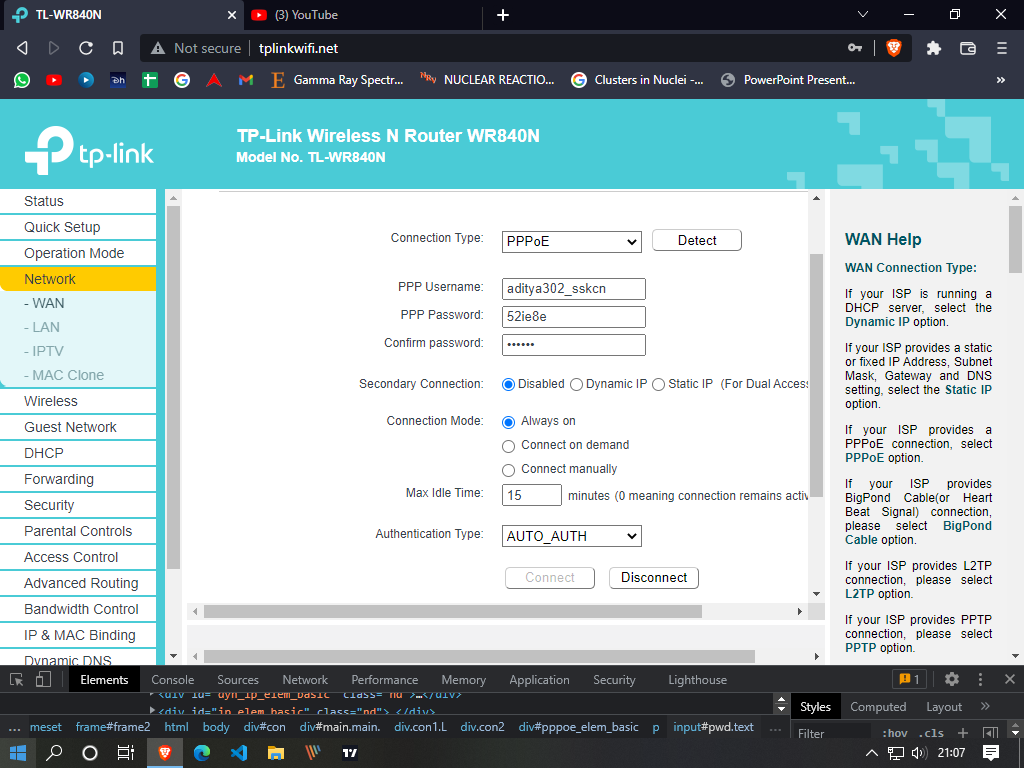 TL-WR840N
(3) YouTube
Not secure
tplinkwifi.net
Gamma Ray Spectr...
NUCLEAR REACTIO...
Clusters in Nuclei -...
PowerPoint Present...
tp-link
TP-Link Wireless N Router WR840N
Model No. TL-WR840N
Status
Quick Setup
Operation Mode
Network
- WAN
- LAN
- IPTV
- MAC Clone
Wireless
Guest Network
DHCP
Forwarding
Security
Parental Controls
Access Control
Advanced Routing
Bandwidth Control
IP & MAC Binding
Dynamic DNS
Connection Type: PPPoE Detect
PPP Username: aditya302_sskcn
PPP Password: 52ie8e
Confirm password: ••••••
Secondary Connection: Disabled Dynamic IP Static IP (For Dual Access
Connection Mode: Always on
Connect on demand
Connect manually
Max Idle Time: 15 minutes (0 meaning connection remains activ
Authentication Type: AUTO_AUTH
Connect Disconnect
WAN Help
WAN Connection Type:
If your ISP is running a
DHCP server, select the
Dynamic IP option.
If your ISP provides a static
or fixed IP Address, Subnet
Mask, Gateway and DNS
setting, select the Static IP
option.
If your ISP provides a
PPPoE connection, select
PPPoE option.
If your ISP provides
BigPond Cable(or Heart
Beat Signal) connection,
please select BigPond
Cable option.
If your ISP provides L2TP
connection, please select
L2TP option.
If your ISP provides PPTP
connection, please select
PPTP option.
Elements Console Sources Network Performance Memory Application Security Lighthouse 1
<div id="dyn_ip_elem_basic" class="nd">…</div>
<div id="ip_elem_basic" class="nd">…</div>
... meset frame#frame2 html body div#con div#main.main. div.con1.L div.con2 div#pppoe_elem_basic p input#pwd.text ...
Styles Computed Layout
Filter :hov .cls
21:07